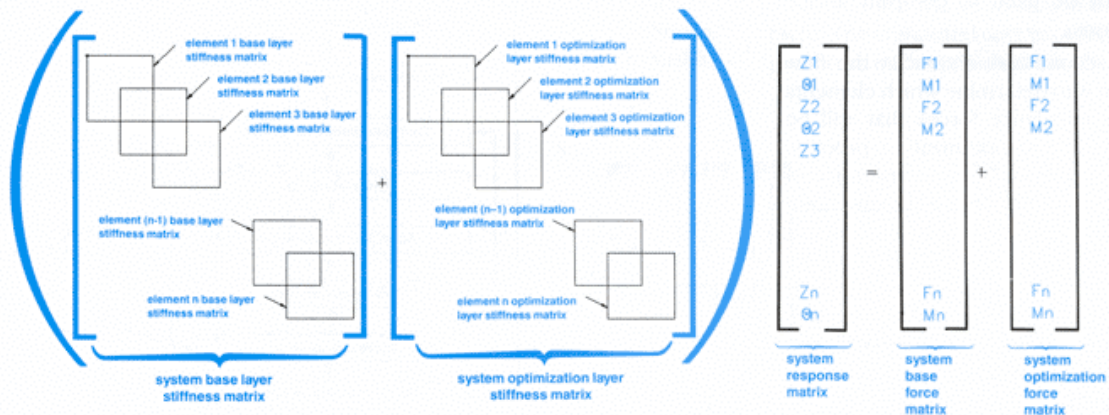 element 1 base layer
stiffness matrix
element 2 base layer
stiffness matrix
element 3 base layer
stiffness matrix
element (n-1) base layer
stiffness matrix
element n base layer
stiffness matrix
system base layer
stiffness matrix
+
element 1 optimization
layer stiffness matrix
element 2 optimization
layer stiffness matrix
element 3 optimization
layer stiffness matrix
element (n–1) optimization
layer stiffness matrix
element n optimization
layer stiffness matrix
system optimization layer
stiffness matrix
Z1
Θ1
Z2
Θ2
Z3
Zn
Θn
system
response
matrix
=
F1
M1
F2
M2
Fn
Mn
system
base
force
matrix
+
F1
M1
F2
M2
Fn
Mn
system
optimization
force
matrix